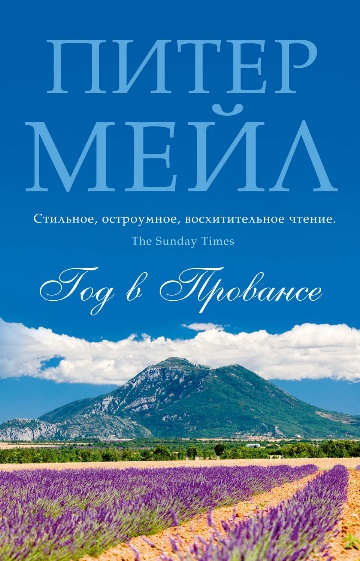 ПИТЕР
МЕЙЛ
Стильное, остроумное, восхитительное чтение.
The Sunday Times
Год в Провансе